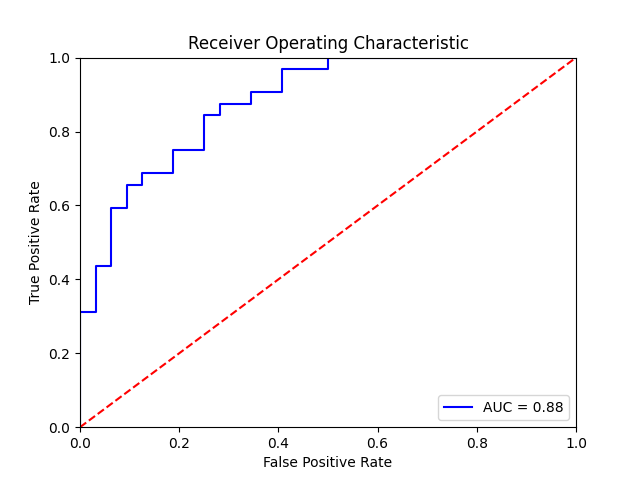 Receiver Operating Characteristic
1.0
0.8
0.6
0.4
0.2
0.0
True Positive Rate
AUC = 0.88
0.0 0.2 0.4 0.6 0.8 1.0
False Positive Rate